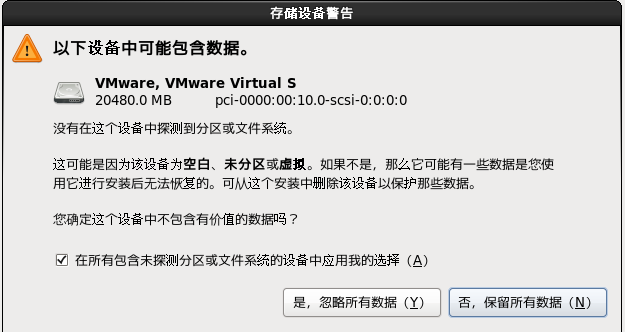 存储设备警告
以下设备中可能包含数据。
VMware, VMware Virtual S
20480.0 MB pci-0000:00:10.0-scsi-0:0:0:0
没有在这个设备中探测到分区或文件系统。
这可能是因为该设备为空白、未分区或虚拟。如果不是，那么它可能有一些数据是您使
用它进行安装后无法恢复的。可从这个安装中删除该设备以保护那些数据。
您确定这个设备中不包含有价值的数据吗？
在所有包含未探测分区或文件系统的设备中应用我的选择（A）
是，忽略所有数据（Y） 否，保留所有数据（N）